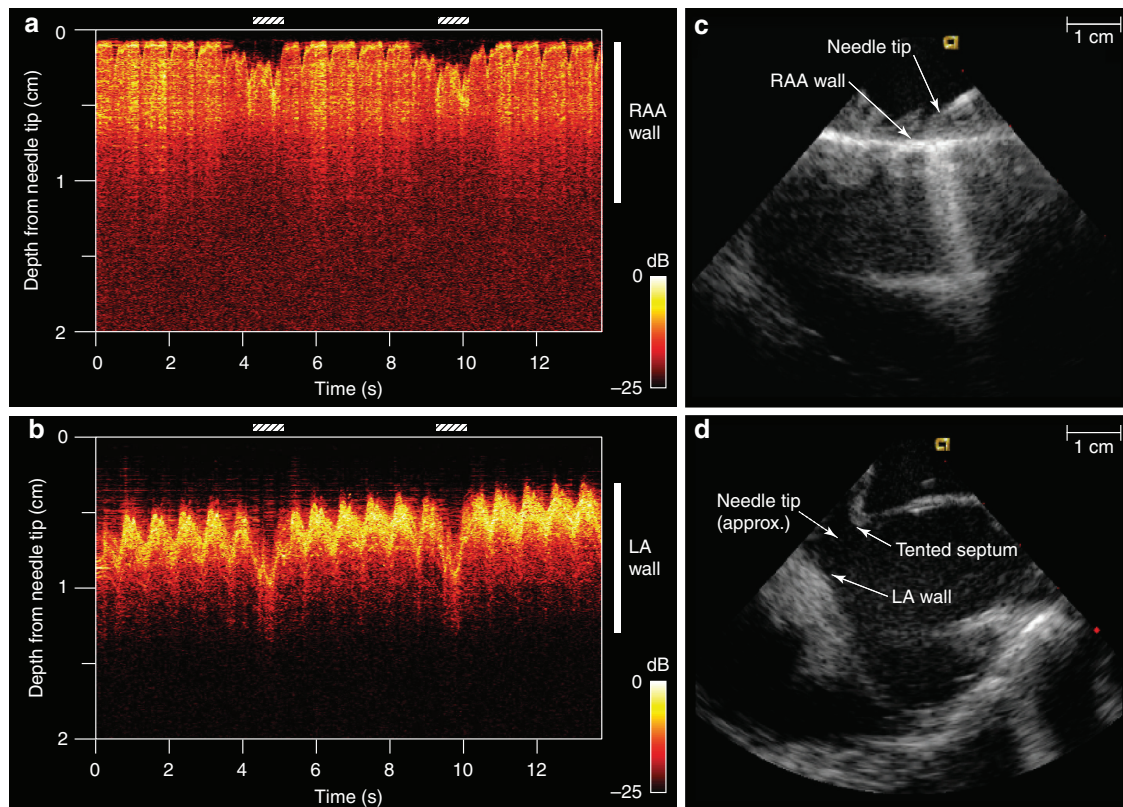 a
0
1
2
Depth from needle tip (cm)
0 2 4 6 8 10 12
Time (s)
RAA
wall
dB
0
–25
b
0
1
2
Depth from needle tip (cm)
0 2 4 6 8 10 12
Time (s)
LA
wall
dB
0
–25
c
1 cm
Needle tip
RAA wall
d
1 cm
Needle tip
(approx.)
Tented septum
LA wall